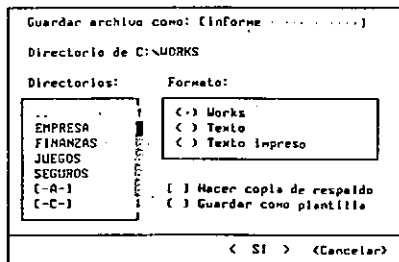 Guardar archivo como: [informe · · · · · · · ·]
Directorio de C:\WORKS
Directorios: Formato:
..
EMPRESA
FINANZAS
JUEGOS
SEGUROS
[-A-]
[-C-]
(·) Works
( ) Texto
( ) Texto impreso
[ ] Hacer copia de respaldo
[ ] Guardar como plantilla
< SI > <Cancelar>